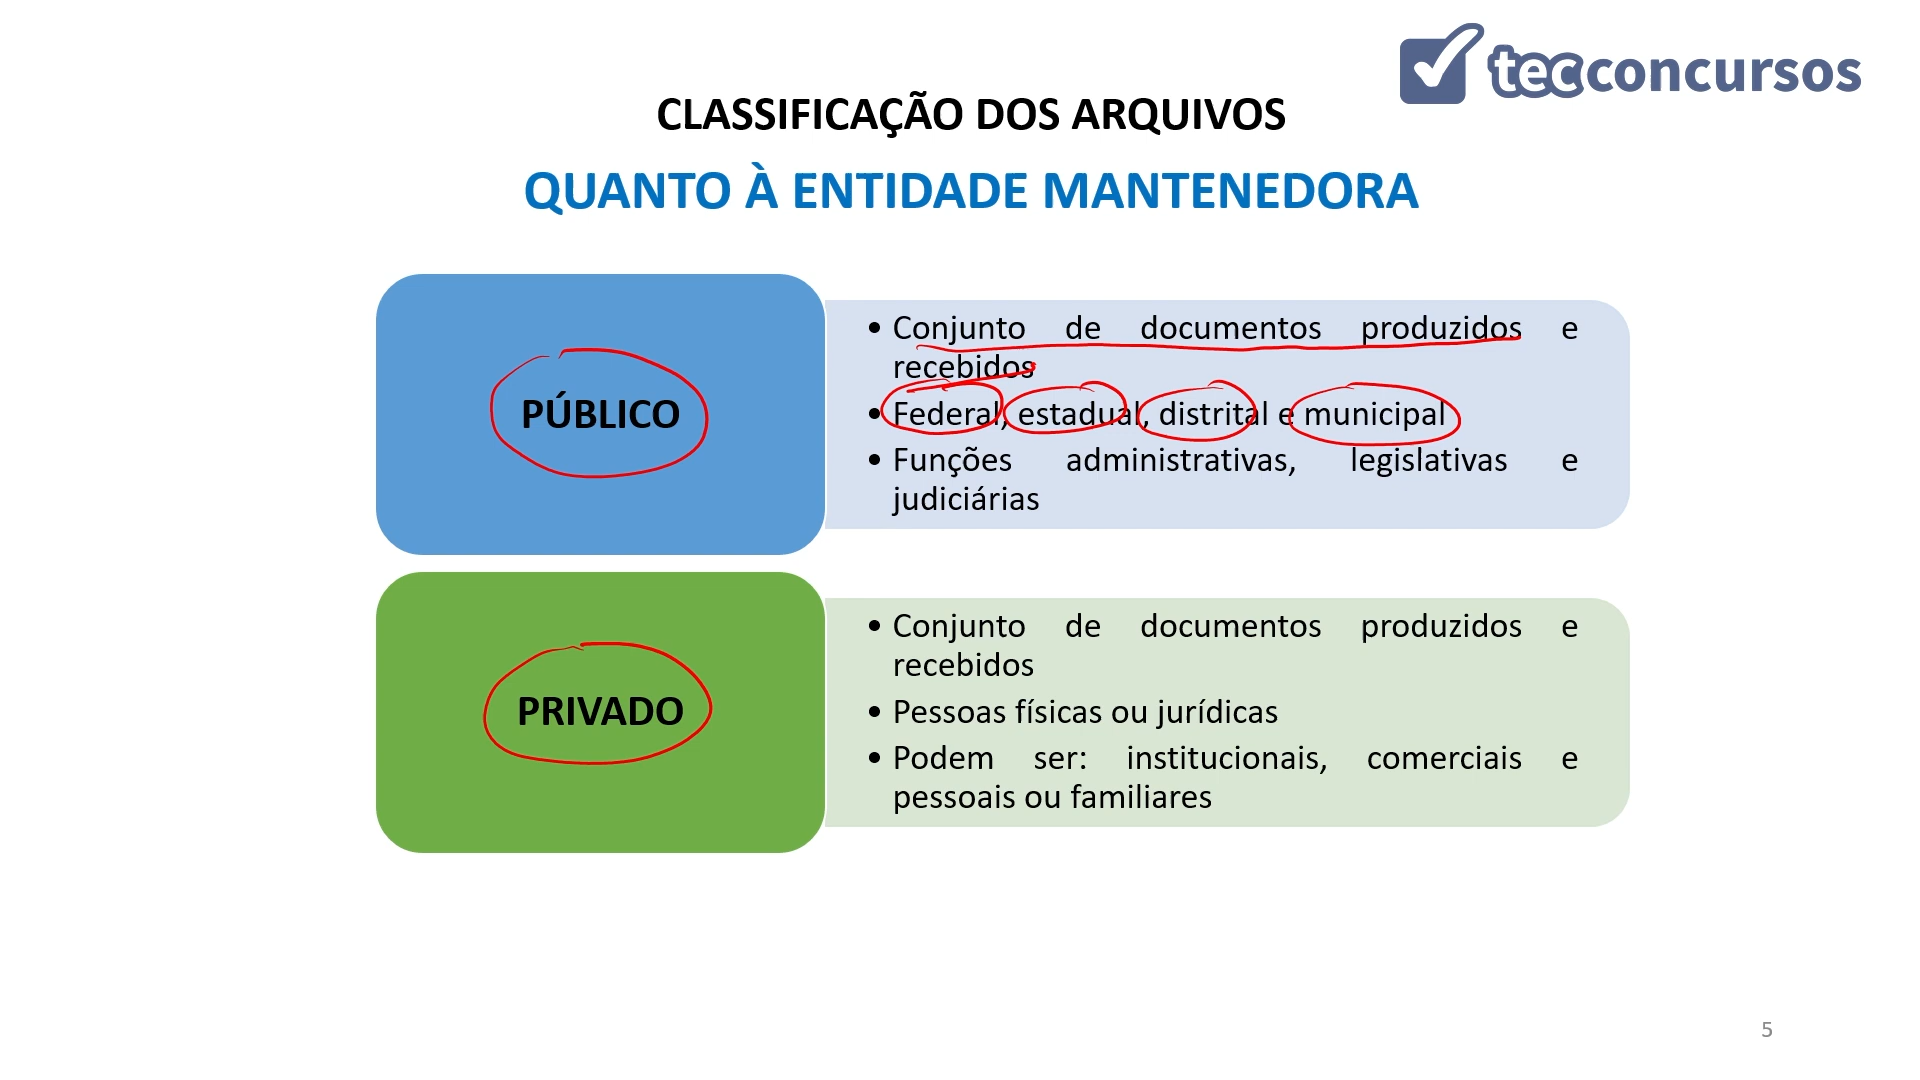 tecconcursos
CLASSIFICAÇÃO DOS ARQUIVOS
QUANTO À ENTIDADE MANTENEDORA
PÚBLICO
• Conjunto de documentos produzidos e
recebidos
• Federal, estadual, distrital e municipal
• Funções administrativas, legislativas e
judiciárias
PRIVADO
• Conjunto de documentos produzidos e
recebidos
• Pessoas físicas ou jurídicas
• Podem ser: institucionais, comerciais e
pessoais ou familiares
5